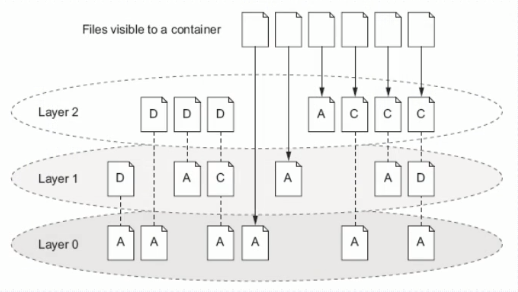 Files visible to a container
Layer 2
D D D A C C C
Layer 1
D A C A A D
Layer 0
A A A A A A